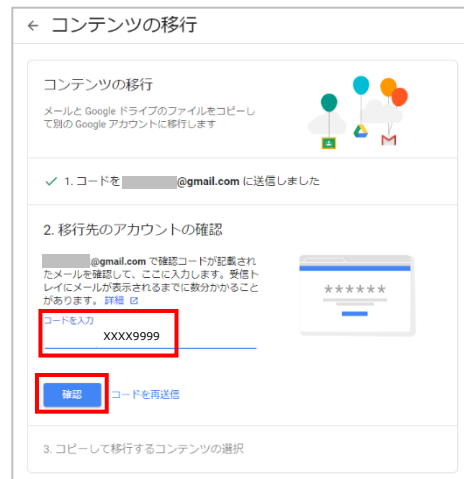 ← コンテンツの移行
コンテンツの移行
メールと Google ドライブのファイルをコピーし
て別の Google アカウントに移行します
✓ 1. コードを @gmail.com に送信しました
2. 移行先のアカウントの確認
@gmail.com で確認コードが記載され
たメールを確認して、ここに入力します。受信ト
レイにメールが表示されるまでに数分かかること
があります。 詳細
コードを入力
XXXX9999
******
確認 コードを再送信
3. コピーして移行するコンテンツの選択